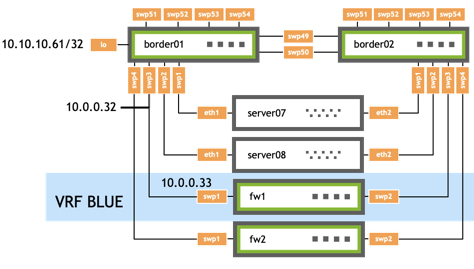 swp51 swp52 swp53 swp54 swp51 swp52 swp53 swp54
10.10.10.61/32 lo border01 swp49 border02
swp50
swp4 swp3 swp2 swp1 swp1 swp2 swp3 swp4
10.0.0.32
eth1 server07 eth2
eth1 server08 eth2
10.0.0.33
VRF BLUE swp1 fw1 swp2
swp1 fw2 swp2